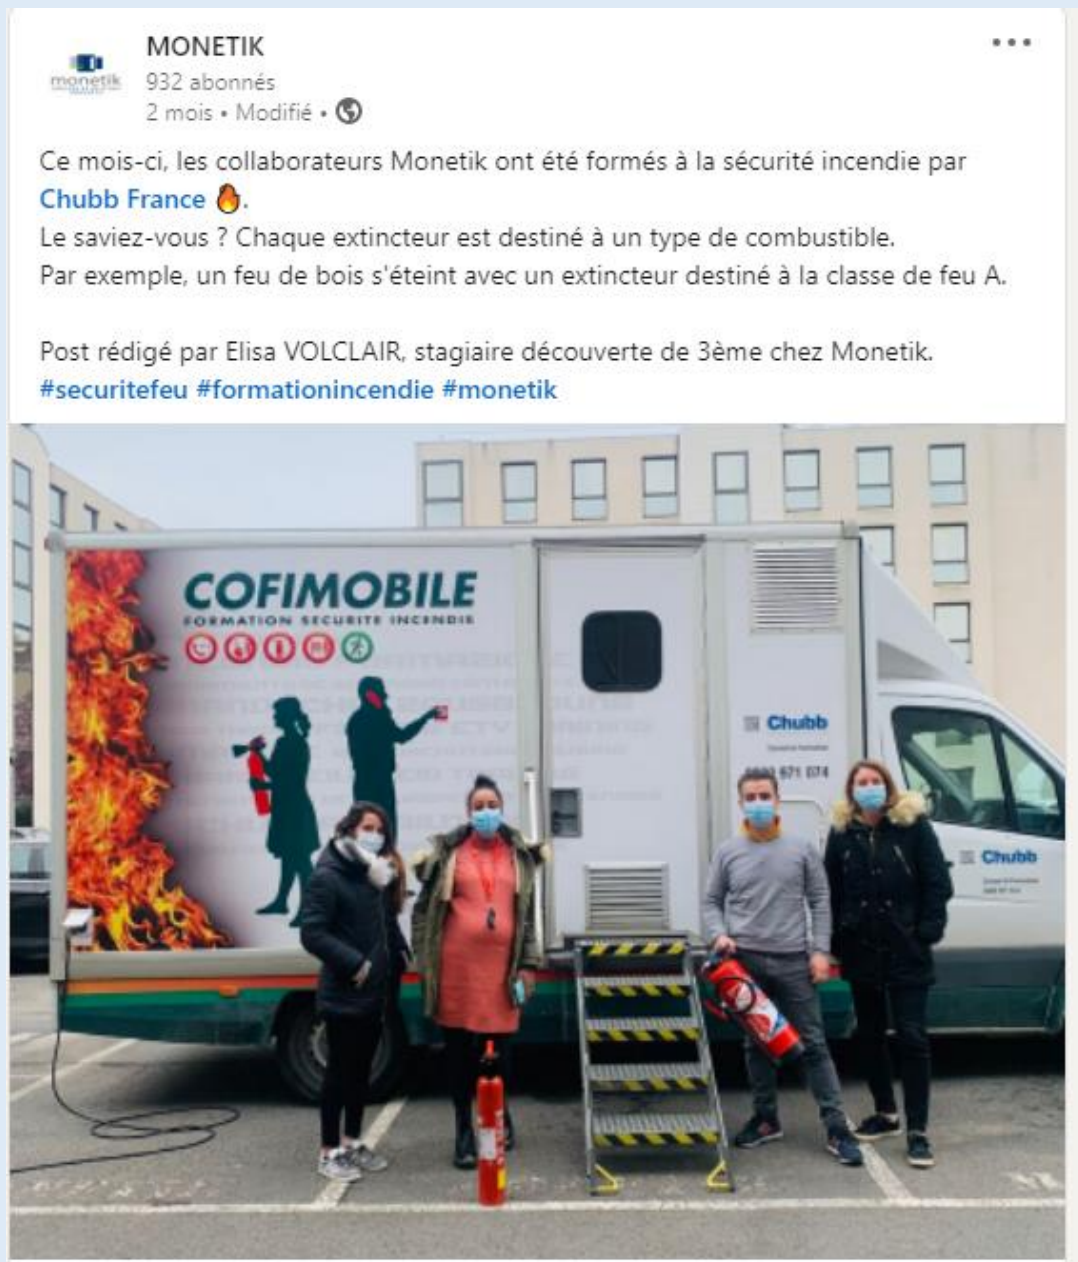 MONETIK
monetik
932 abonnés
2 mois • Modifié •
Ce mois-ci, les collaborateurs Monetik ont été formés à la sécurité incendie par
Chubb France 🔥.
Le saviez-vous ? Chaque extincteur est destiné à un type de combustible.
Par exemple, un feu de bois s'éteint avec un extincteur destiné à la classe de feu A.
Post rédigé par Elisa VOLCLAIR, stagiaire découverte de 3ème chez Monetik.
#securitefeu #formationincendie #monetik
COFIMOBILE
FORMATION SECURITE INCENDIE
Chubb
671 074
Chubb